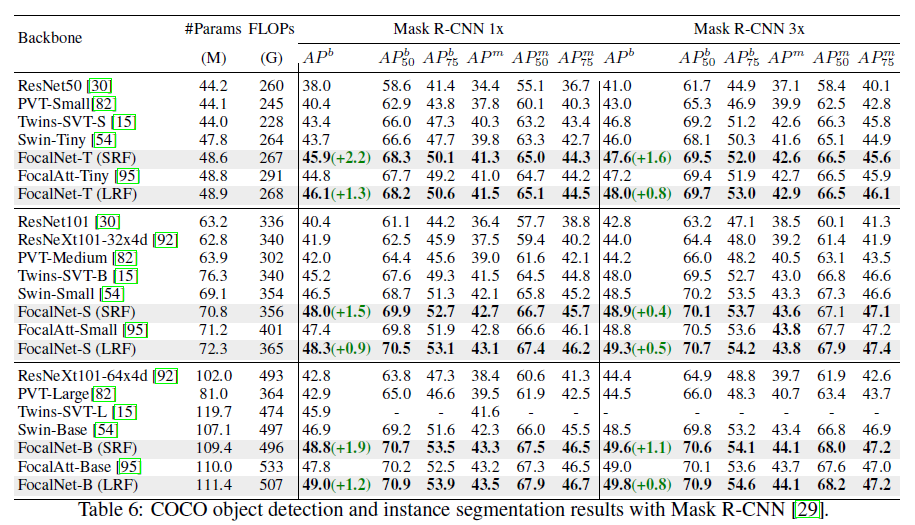 Backbone #Params FLOPs Mask R-CNN 1x Mask R-CNN 3x
(M) (G) AP^b AP^b_50 AP^b_75 AP^m AP^m_50 AP^m_75 AP^b AP^b_50 AP^b_75 AP^m AP^m_50 AP^m_75
ResNet50 [30] 44.2 260 38.0 58.6 41.4 34.4 55.1 36.7 41.0 61.7 44.9 37.1 58.4 40.1
PVT-Small[82] 44.1 245 40.4 62.9 43.8 37.8 60.1 40.3 43.0 65.3 46.9 39.9 62.5 42.8
Twins-SVT-S [15] 44.0 228 43.4 66.0 47.3 40.3 63.2 43.4 46.8 69.2 51.2 42.6 66.3 45.8
Swin-Tiny [54] 47.8 264 43.7 66.6 47.7 39.8 63.3 42.7 46.0 68.1 50.3 41.6 65.1 44.9
FocalNet-T (SRF) 48.6 267 45.9(+2.2) 68.3 50.1 41.3 65.0 44.3 47.6(+1.6) 69.5 52.0 42.6 66.5 45.6
FocalAtt-Tiny [95] 48.8 291 44.8 67.7 49.2 41.0 64.7 44.2 47.2 69.4 51.9 42.7 66.5 45.9
FocalNet-T (LRF) 48.9 268 46.1(+1.3) 68.2 50.6 41.5 65.1 44.5 48.0(+0.8) 69.7 53.0 42.9 66.5 46.1
ResNet101 [30] 63.2 336 40.4 61.1 44.2 36.4 57.7 38.8 42.8 63.2 47.1 38.5 60.1 41.3
ResNeXt101-32x4d [92] 62.8 340 41.9 62.5 45.9 37.5 59.4 40.2 44.0 64.4 48.0 39.2 61.4 41.9
PVT-Medium [82] 63.9 302 42.0 64.4 45.6 39.0 61.6 42.1 44.2 66.0 48.2 40.5 63.1 43.5
Twins-SVT-B [15] 76.3 340 45.2 67.6 49.3 41.5 64.5 44.8 48.0 69.5 52.7 43.0 66.8 46.6
Swin-Small [54] 69.1 354 46.5 68.7 51.3 42.1 65.8 45.2 48.5 70.2 53.5 43.3 67.3 46.6
FocalNet-S (SRF) 70.8 356 48.0(+1.5) 69.9 52.7 42.7 66.7 45.7 48.9(+0.4) 70.1 53.7 43.6 67.1 47.1
FocalAtt-Small [95] 71.2 401 47.4 69.8 51.9 42.8 66.6 46.1 48.8 70.5 53.6 43.8 67.7 47.2
FocalNet-S (LRF) 72.3 365 48.3(+0.9) 70.5 53.1 43.1 67.4 46.2 49.3(+0.5) 70.7 54.2 43.8 67.9 47.4
ResNeXt101-64x4d [92] 102.0 493 42.8 63.8 47.3 38.4 60.6 41.3 44.4 64.9 48.8 39.7 61.9 42.6
PVT-Large[82] 81.0 364 42.9 65.0 46.6 39.5 61.9 42.5 44.5 66.0 48.3 40.7 63.4 43.7
Twins-SVT-L [15] 119.7 474 45.9 - - 41.6 - - - - - - - -
Swin-Base [54] 107.1 497 46.9 69.2 51.6 42.3 66.0 45.5 48.5 69.8 53.2 43.4 66.8 46.9
FocalNet-B (SRF) 109.4 496 48.8(+1.9) 70.7 53.5 43.3 67.5 46.5 49.6(+1.1) 70.6 54.1 44.1 68.0 47.2
FocalAtt-Base [95] 110.0 533 47.8 70.2 52.5 43.2 67.3 46.5 49.0 70.1 53.6 43.7 67.6 47.0
FocalNet-B (LRF) 111.4 507 49.0(+1.2) 70.9 53.9 43.5 67.9 46.7 49.8(+0.8) 70.9 54.6 44.1 68.2 47.2
Table 6: COCO object detection and instance segmentation results with Mask R-CNN [29].